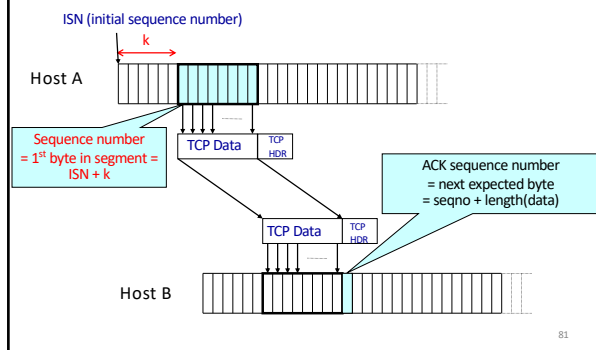 ISN (initial sequence number)
k
Host A
Sequence number
= 1st byte in segment =
ISN + k
TCP Data
TCP
HDR
ACK sequence number
= next expected byte
= seqno + length(data)
TCP Data
TCP
HDR
Host B
81